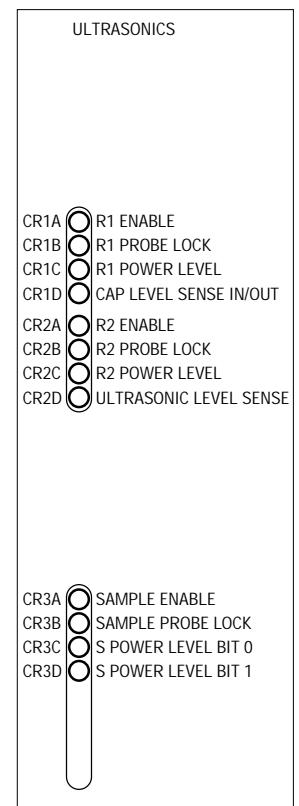 ULTRASONICS
CR1A R1 ENABLE
CR1B R1 PROBE LOCK
CR1C R1 POWER LEVEL
CR1D CAP LEVEL SENSE IN/OUT
CR2A R2 ENABLE
CR2B R2 PROBE LOCK
CR2C R2 POWER LEVEL
CR2D ULTRASONIC LEVEL SENSE
CR3A SAMPLE ENABLE
CR3B SAMPLE PROBE LOCK
CR3C S POWER LEVEL BIT 0
CR3D S POWER LEVEL BIT 1